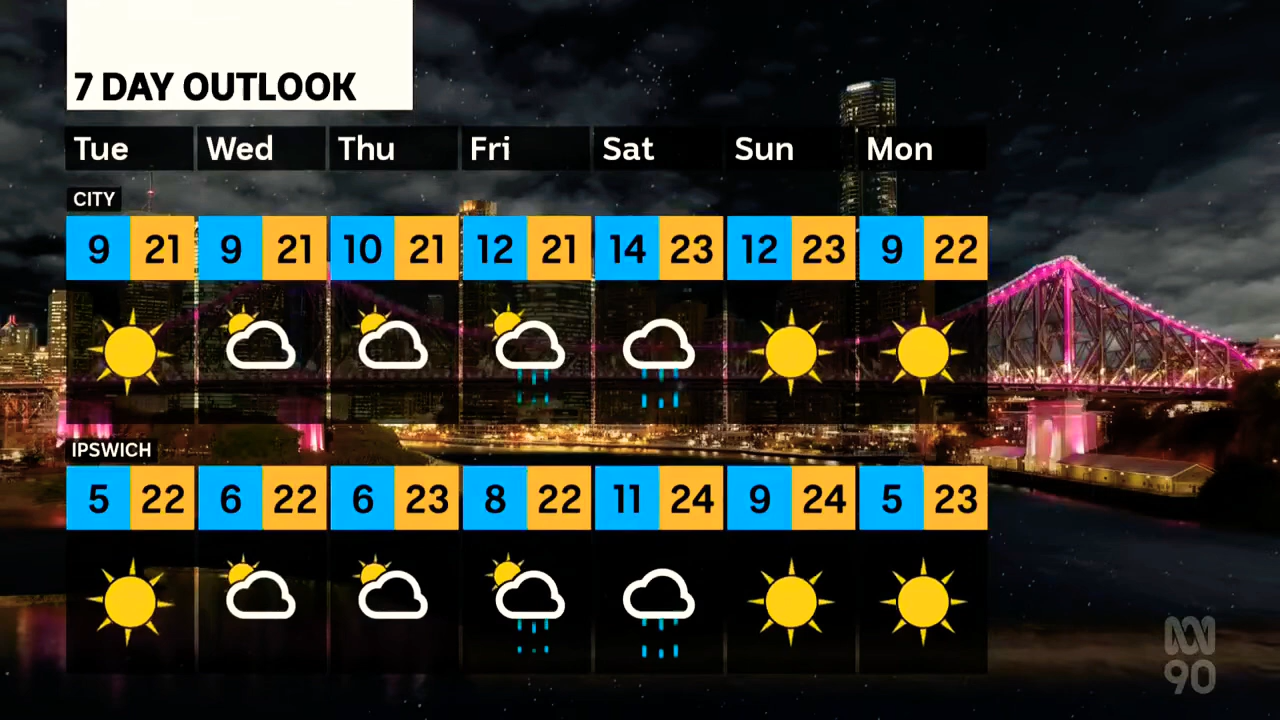 7 DAY OUTLOOK
Tue Wed Thu Fri Sat Sun Mon
CITY
9 21 9 21 10 21 12 21 14 23 12 23 9 22
IPSWICH
5 22 6 22 6 23 8 22 11 24 9 24 5 23
90